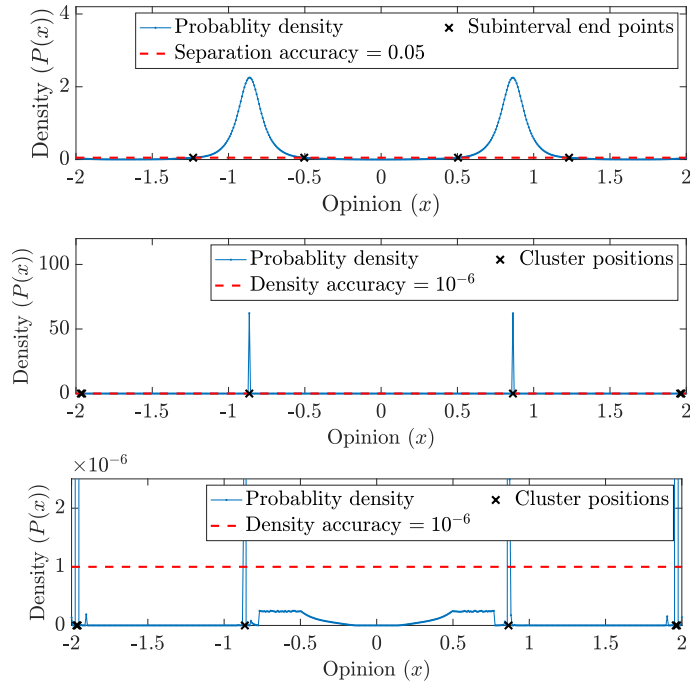 Density (P(x))
4
2
0
Probablity density
Subinterval end points
Separation accuracy = 0.05
-2 -1.5 -1 -0.5 0 0.5 1 1.5 2
Opinion (x)
Density (P(x))
100
50
0
Probablity density
Cluster positions
Density accuracy = 10⁻⁶
-2 -1.5 -1 -0.5 0 0.5 1 1.5 2
Opinion (x)
×10⁻⁶
Density (P(x))
2
1
0
Probablity density
Cluster positions
Density accuracy = 10⁻⁶
-2 -1.5 -1 -0.5 0 0.5 1 1.5 2
Opinion (x)